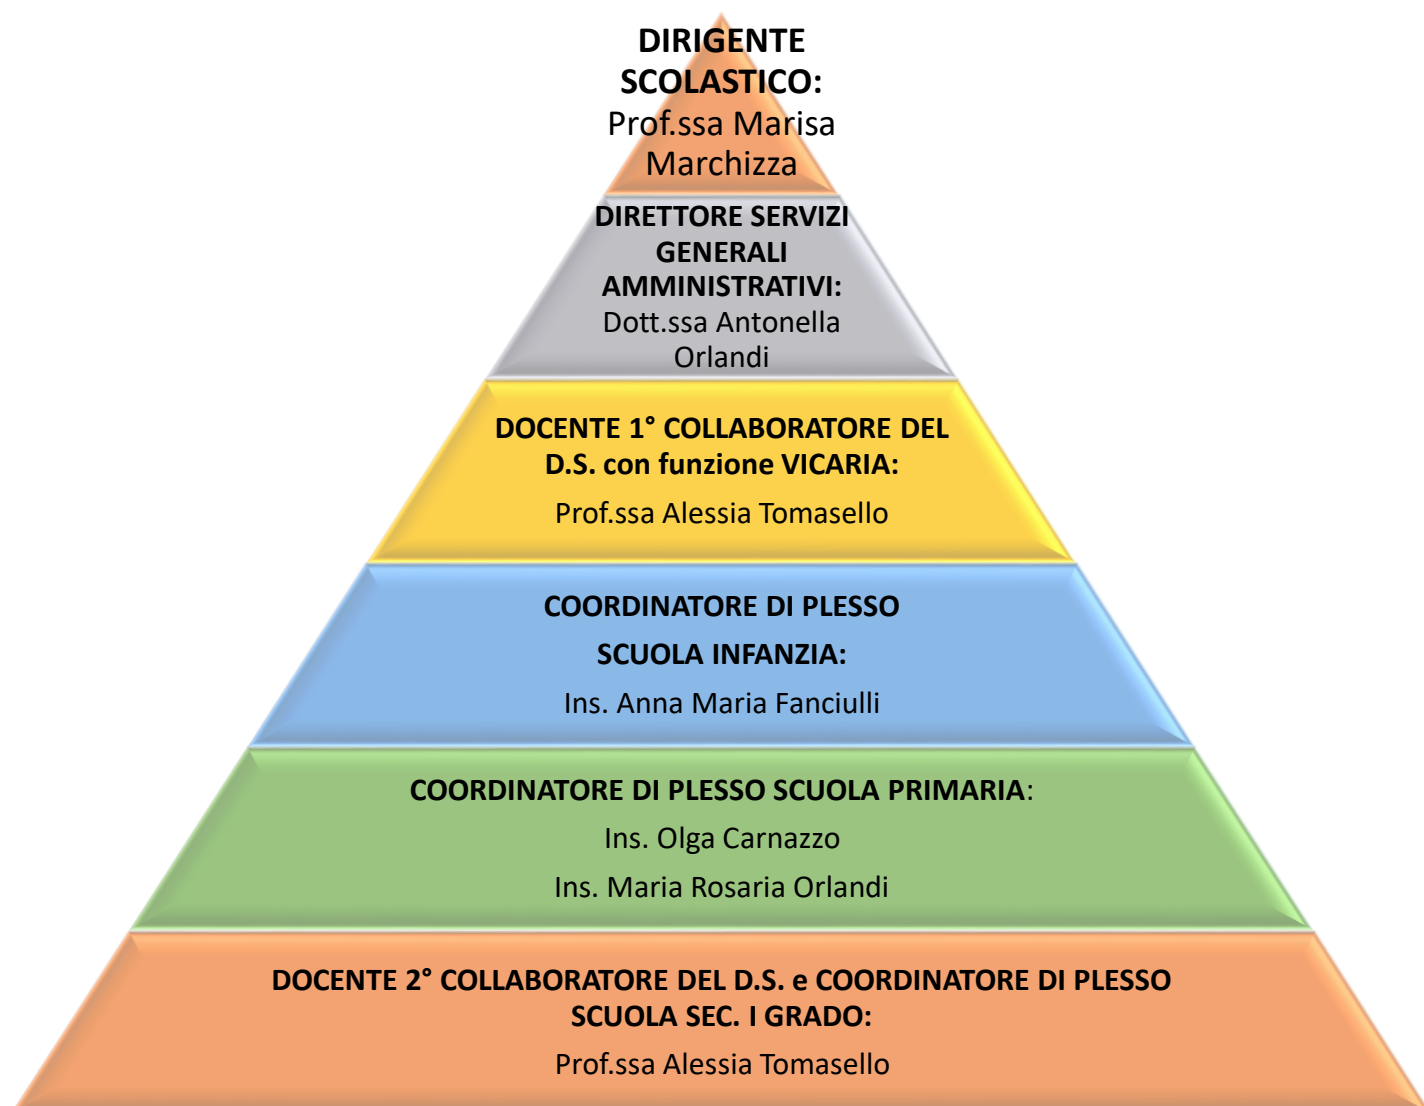 DIRIGENTE
SCOLASTICO:
Prof.ssa Marisa
Marchizza
DIRETTORE SERVIZI
GENERALI
AMMINISTRATIVI:
Dott.ssa Antonella
Orlandi
DOCENTE 1° COLLABORATORE DEL
D.S. con funzione VICARIA:
Prof.ssa Alessia Tomasello
COORDINATORE DI PLESSO
SCUOLA INFANZIA:
Ins. Anna Maria Fanciulli
COORDINATORE DI PLESSO SCUOLA PRIMARIA:
Ins. Olga Carnazzo
Ins. Maria Rosaria Orlandi
DOCENTE 2° COLLABORATORE DEL D.S. e COORDINATORE DI PLESSO
SCUOLA SEC. I GRADO:
Prof.ssa Alessia Tomasello